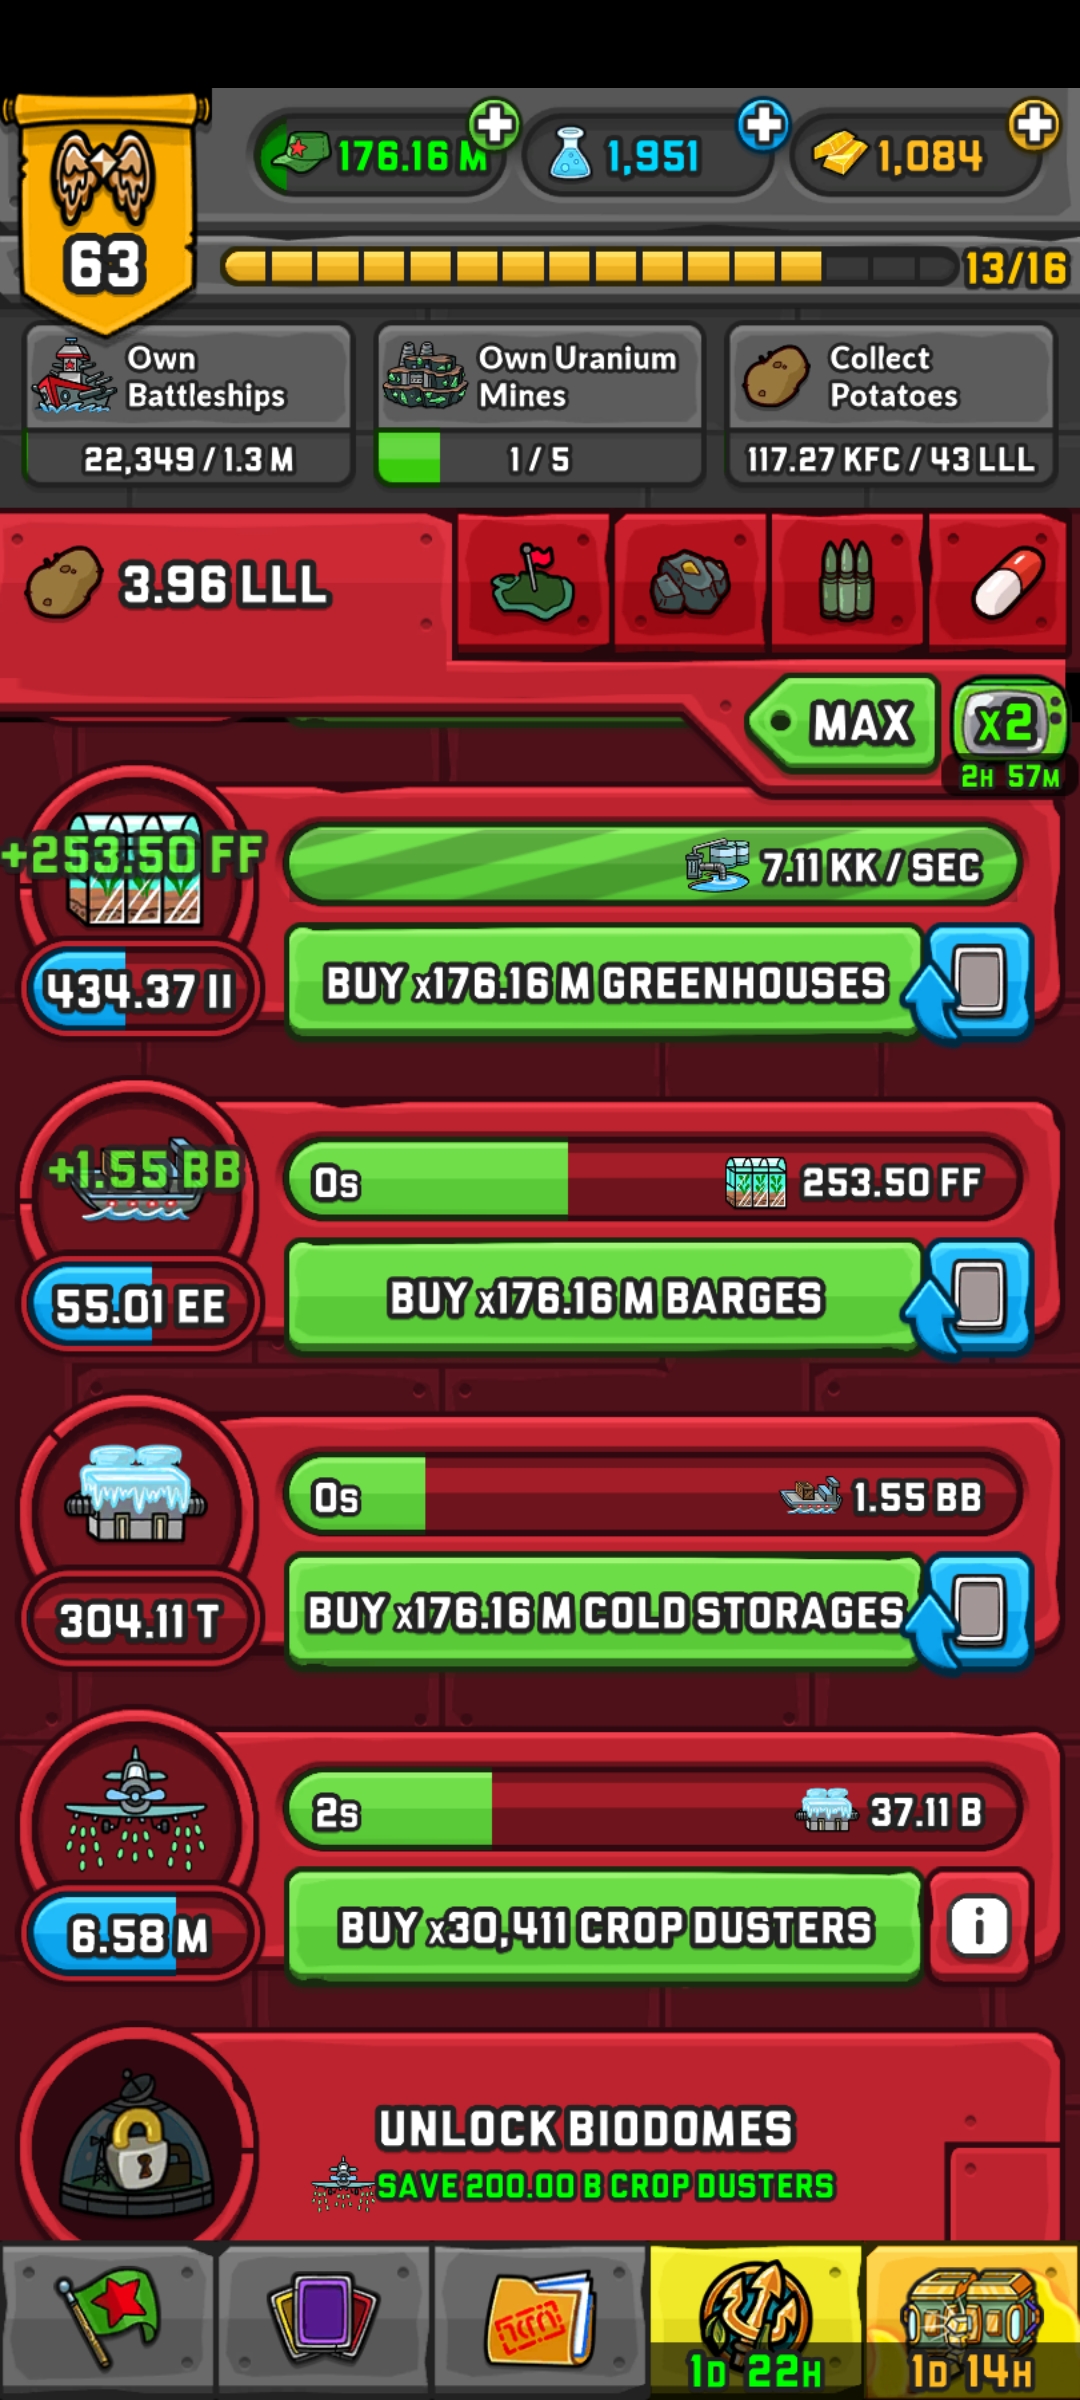 176.16 M
1,951
1,084
63
13/16
Own Battleships
22,349 / 1.3 M
Own Uranium Mines
1 / 5
Collect Potatoes
117.27 KFC / 43 LLL
3.96 LLL
MAX
x2
2H 57M
+253.50 FF
7.11 KK / SEC
434.37 II
BUY x176.16 M GREENHOUSES
+1.55 BB
0s
253.50 FF
55.01 EE
BUY x176.16 M BARGES
0s
1.55 BB
304.11 T
BUY x176.16 M COLD STORAGES
2s
37.11 B
6.58 M
BUY x30,411 CROP DUSTERS
i
UNLOCK BIODOMES
SAVE 200.00 B CROP DUSTERS
1D 22H
1D 14H